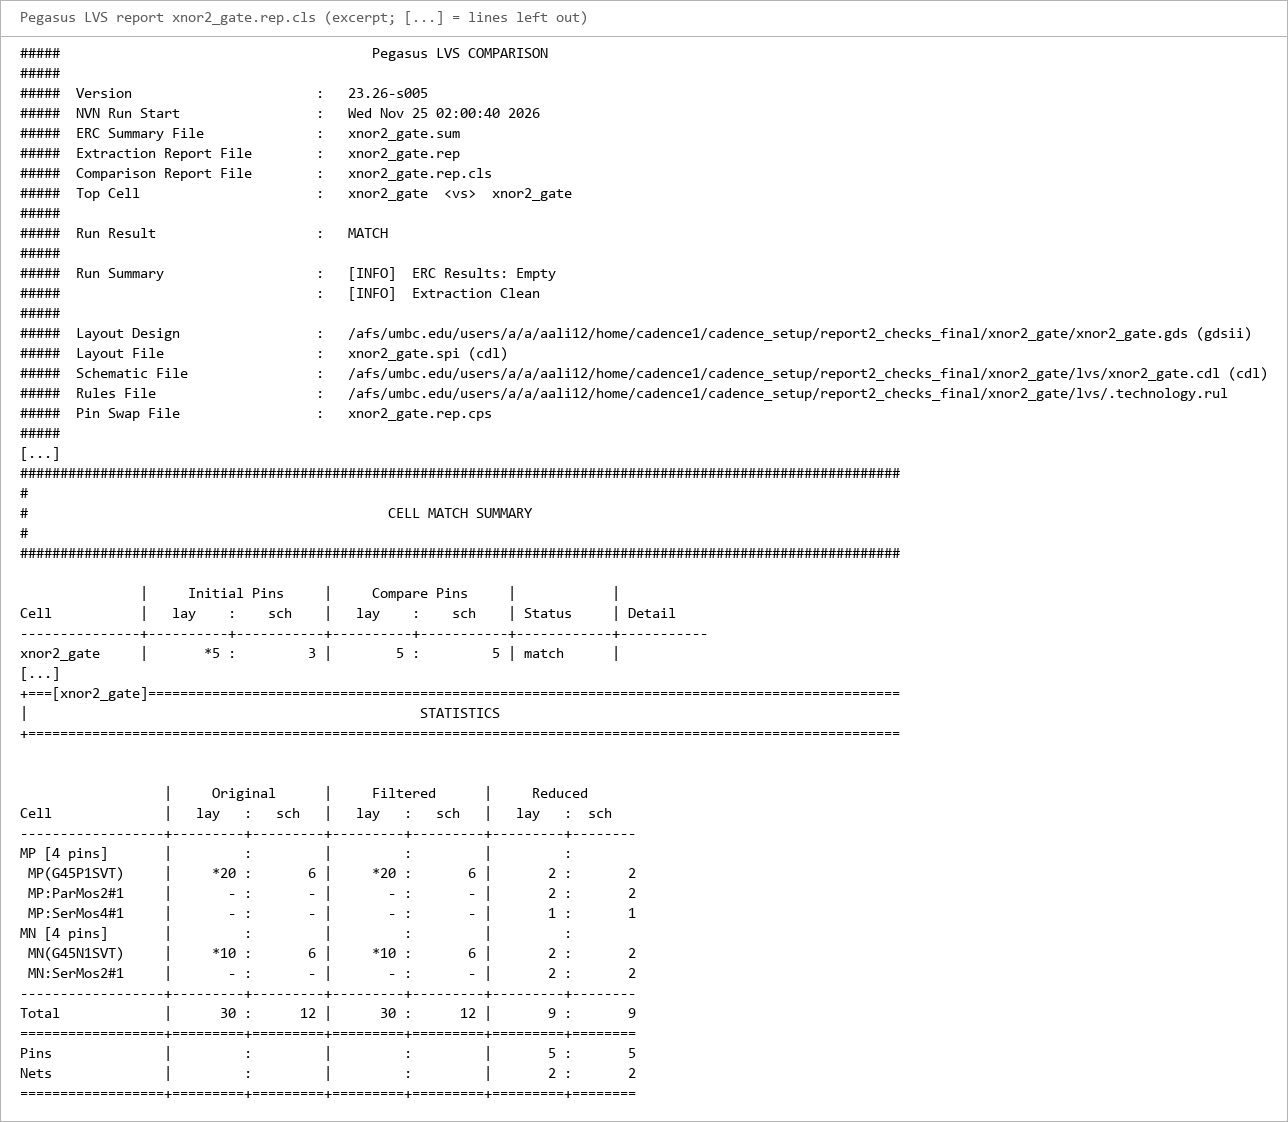 Pegasus LVS report xnor2_gate.rep.cls (excerpt; [...] = lines left out)
#####                                       Pegasus LVS COMPARISON
#####
#####  Version                       :   23.26-s005
#####  NVN Run Start                 :   Wed Nov 25 02:00:40 2026
#####  ERC Summary File              :   xnor2_gate.sum
#####  Extraction Report File        :   xnor2_gate.rep
#####  Comparison Report File        :   xnor2_gate.rep.cls
#####  Top Cell                      :   xnor2_gate  <vs>  xnor2_gate
#####
#####  Run Result                    :   MATCH
#####
#####  Run Summary                   :   [INFO]  ERC Results: Empty
#####                                :   [INFO]  Extraction Clean
#####
#####  Layout Design                 :   /afs/umbc.edu/users/a/a/aali12/home/cadence1/cadence_setup/report2_checks_final/xnor2_gate/xnor2_gate.gds (gdsii)
#####  Layout File                   :   xnor2_gate.spi (cdl)
#####  Schematic File                :   /afs/umbc.edu/users/a/a/aali12/home/cadence1/cadence_setup/report2_checks_final/xnor2_gate/lvs/xnor2_gate.cdl (cdl)
#####  Rules File                    :   /afs/umbc.edu/users/a/a/aali12/home/cadence1/cadence_setup/report2_checks_final/xnor2_gate/lvs/.technology.rul
#####  Pin Swap File                 :   xnor2_gate.rep.cps
#####
[...]
##############################################################################################################
#
#                                             CELL MATCH SUMMARY
#
##############################################################################################################
               |     Initial Pins     |     Compare Pins     |            |
Cell           |   lay    :    sch    |   lay    :    sch    | Status     | Detail
---------------+----------+-----------+----------+-----------+------------+-----------
xnor2_gate     |       *5 :         3 |        5 :         5 | match      |
[...]
+===[xnor2_gate]==============================================================================================
|                                                 STATISTICS
+=============================================================================================================
                  |     Original      |     Filtered      |     Reduced
Cell              |   lay   :   sch   |   lay   :   sch   |   lay   :  sch
------------------+---------+---------+---------+---------+---------+--------
MP [4 pins]       |         :         |         :         |         :
 MP(G45P1SVT)     |     *20 :       6 |     *20 :       6 |       2 :       2
 MP:ParMos2#1     |       - :       - |       - :       - |       2 :       2
 MP:SerMos4#1     |       - :       - |       - :       - |       1 :       1
MN [4 pins]       |         :         |         :         |         :
 MN(G45N1SVT)     |     *10 :       6 |     *10 :       6 |       2 :       2
 MN:SerMos2#1     |       - :       - |       - :       - |       2 :       2
------------------+---------+---------+---------+---------+---------+--------
Total             |      30 :      12 |      30 :      12 |       9 :       9
==================+=========+=========+=========+=========+=========+========
Pins              |         :         |         :         |       5 :       5
Nets              |         :         |         :         |       2 :       2
==================+=========+=========+=========+=========+=========+========